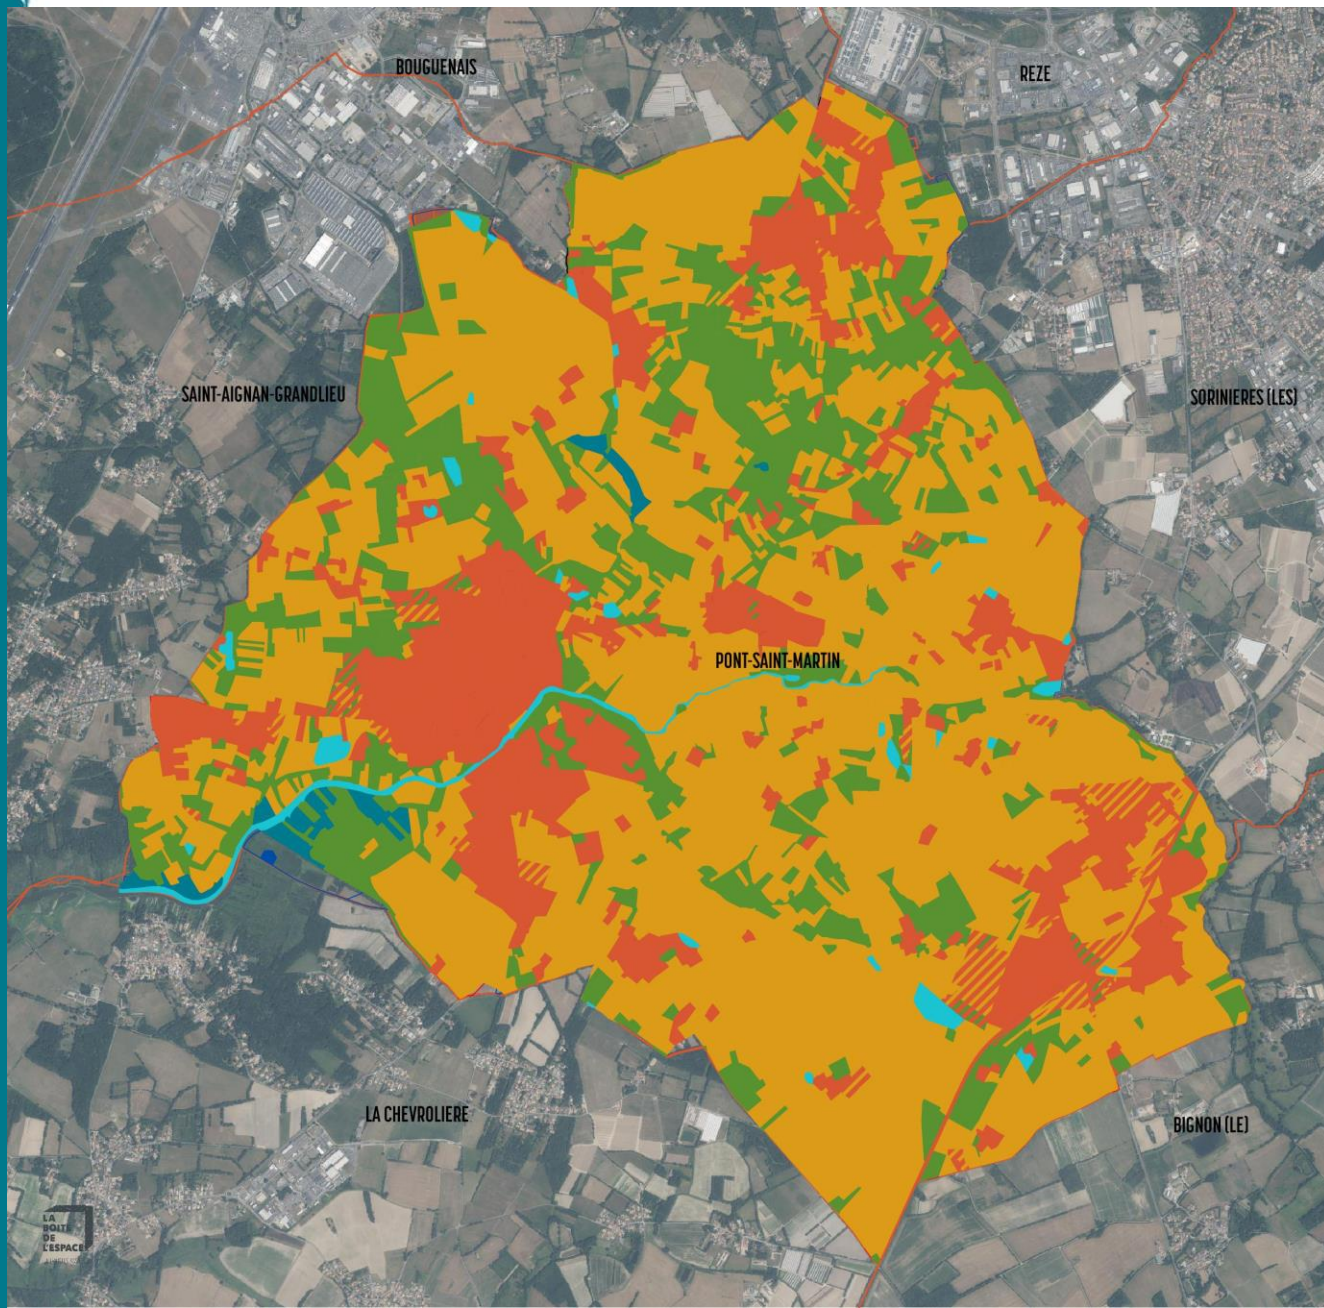 BOUGUENAIS
REZE
SAINT-AIGNAN-GRANDLIEU
SORINIERES (LES)
PONT-SAINT-MARTIN
LA CHEVROLIERE
BIGNON (LE)
LA
BOITE
DE
L'ESPACE